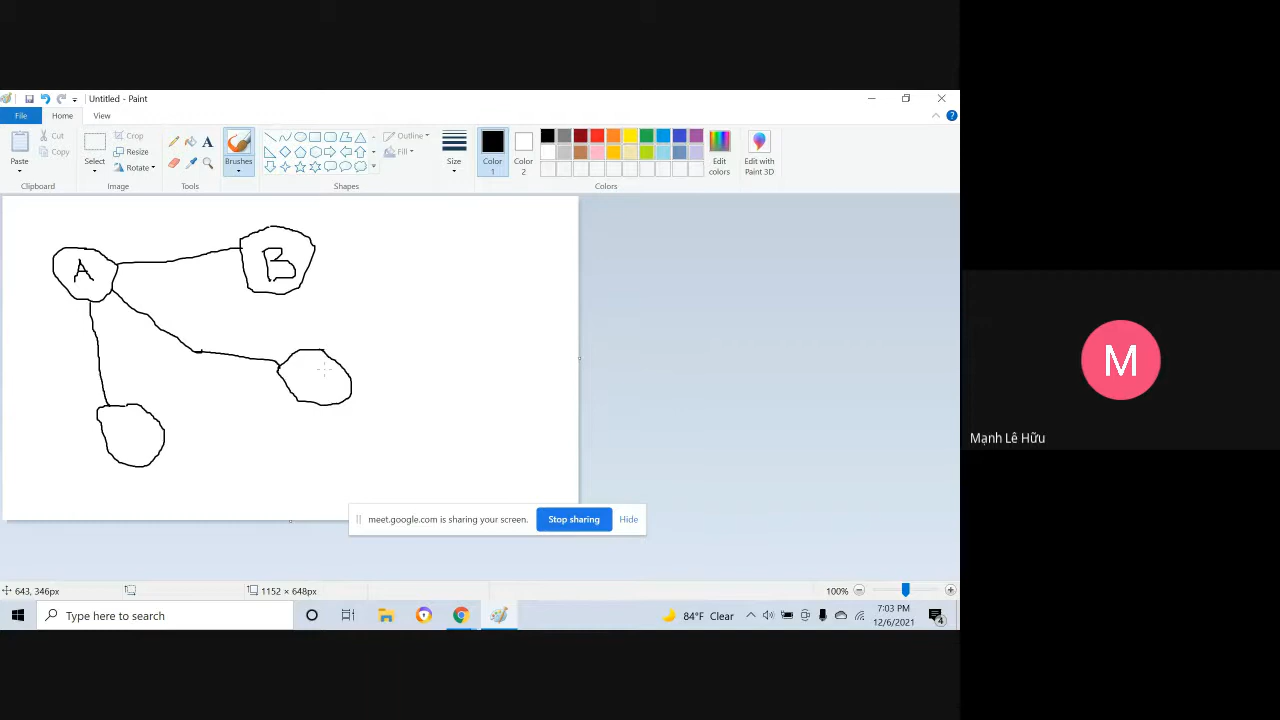 Untitled - Paint
File Home View
Paste
Cut
Copy
Clipboard
Select
Crop
Resize
Rotate
Image
A
Tools
Brushes
Outline
Fill
Shapes
Size
Color 1
Color 2
Edit colors
Edit with Paint 3D
Colors
A
B
M
Mạnh Lê Hữu
meet.google.com is sharing your screen. Stop sharing Hide
643, 346px
1152 × 648px
100%
Type here to search
84°F Clear
7:03 PM
12/6/2021
4